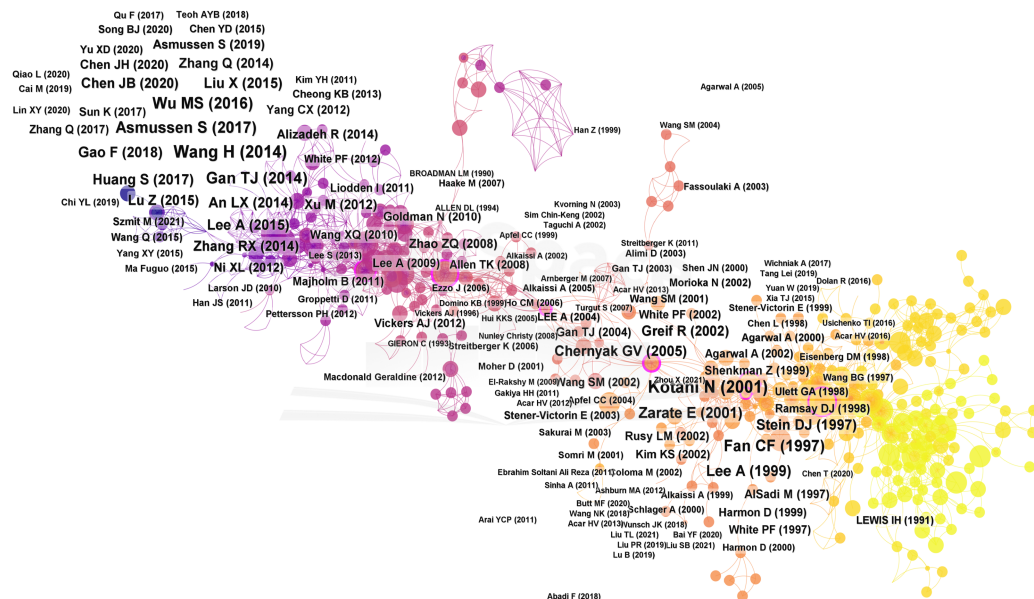 Qu F (2017)
Teoh AYB (2018)
Song BJ (2020)
Chen YD (2015)
Yu XD (2020)
Asmussen S (2019)
Chen JH (2020)
Zhang Q (2014)
Qiao L (2020)
Chen JB (2020)
Liu X (2015)
Kim YH (2011)
Cai M (2019)
Cheong KB (2013)
Agarwal A (2005)
Lin XY (2020)
Sun K (2017)
Wu MS (2016)
Yang CX (2012)
Zhang Q (2017)
Asmussen S (2017)
Alizadeh R (2014)
Han Z (1999)
Wang SM (2004)
Gao F (2018)
Wang H (2014)
White PF (2012)
BROADMAN LM (1990)
Huang S (2017)
Gan TJ (2014)
Liodden I (2011)
Haake M (2007)
Fassoulaki A (2003)
Chi YL (2019)
Lu Z (2015)
An LX (2014)
Xu M (2012)
ALLEN DL (1994)
Kvorning N (2003)
Szmit M (2021)
Lee A (2015)
Goldman N (2010)
Sim Chin-Keng (2002)
Taguchi A (2002)
Wang Q (2015)
Wang XQ (2010)
Apfel CC (1999)
Zhang RX (2014)
Zhao ZQ (2008)
Streitberger K (2011)
Yang XY (2015)
Lee S (2013)
Alkaissi A (2002)
Alimi D (2003)
Ma Fuguo (2015)
Ni XL (2012)
Lee A (2009)
Allen TK (2008)
Gan TJ (2003)
Shen JN (2000)
Wichniak A (2017)
Larson JD (2010)
Majholm B (2011)
Ezzo J (2006)
Arnberger M (2007)
Morioka N (2002)
Tang Lei (2019)
Dolan R (2016)
Han JS (2011)
Groppetti D (2011)
Alkaissi A (2005)
Acar HV (2013)
Yuan W (2019)
Xia TJ (2015)
Pettersson PH (2012)
Domino KB (1999)
Ho CM (2006)
Wang SM (2001)
Stener-Victorin E (1999)
Vickers AJ (1996)
Turgut S (2007)
White PF (2002)
Vickers AJ (2012)
Hui KKS (2005)
LEE A (2004)
Chen L (1998)
Usichenko TI (2016)
Gan TJ (2004)
Greif R (2002)
Agarwal A (2000)
Acar HV (2016)
GIERON C (1993)
Nunley Christy (2008)
Streitberger K (2006)
Chernyak GV (2005)
Agarwal A (2002)
Eisenberg DM (1998)
Moher D (2001)
Shenkman Z (1999)
Macdonald Geraldine (2012)
El-Rakshy M (2009)
Wang SM (2002)
Zhou X (2021)
Kotani N (2001)
Wang BG (1997)
Gakiya HH (2011)
Ulett GA (1998)
Acar HV (2012)
Apfel CC (2004)
Ramsay DJ (1998)
Stener-Victorin E (2003)
Zarate E (2001)
Stein DJ (1997)
Sakurai M (2003)
Rusy LM (2002)
Fan CF (1997)
Somri M (2001)
Kim KS (2002)
Ebrahim Soltani Ali Reza (2011)
Coloma M (2002)
Lee A (1999)
Chen T (2020)
Sinha A (2011)
Ashburn MA (2012)
Alkaissi A (1999)
AlSadi M (1997)
Butt MF (2020)
Schlager A (2000)
Harmon D (1999)
Wang NK (2018)
Arai YCP (2011)
Acar HV (2013)
Wunsch JK (2018)
White PF (1997)
LEWIS IH (1991)
Liu TL (2021)
Bai YF (2020)
Liu PR (2019)
Liu SB (2021)
Harmon D (2000)
Lu B (2019)
Abadi F (2018)